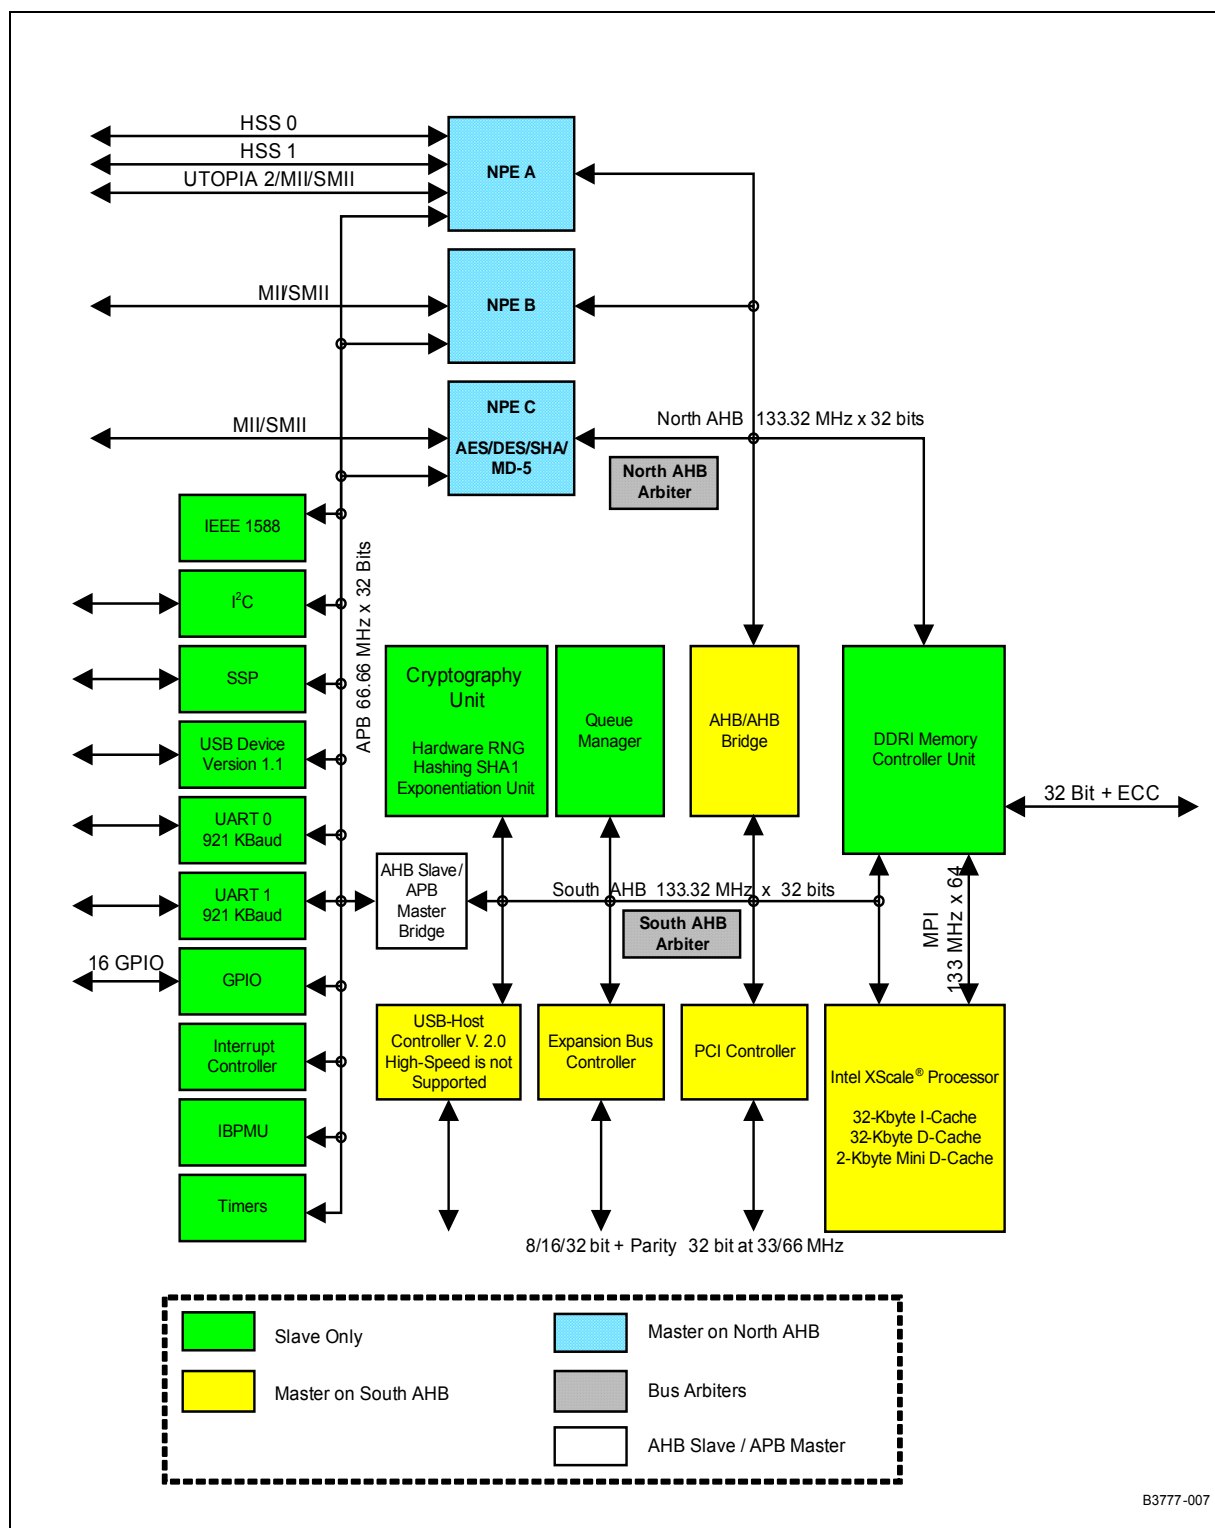 HSS 0
HSS 1
UTOPIA 2/MII/SMII
NPE A
MII/SMII
NPE B
MII/SMII
NPE C
AES/DES/SHA/
MD-5
North AHB 133.32 MHz x 32 bits
North AHB
Arbiter
IEEE 1588
I²C
SSP
USB Device
Version 1.1
UART 0
921 KBaud
UART 1
921 KBaud
16 GPIO
GPIO
Interrupt
Controller
IBPMU
Timers
APB 66.66 MHz x 32 Bits
Cryptography
Unit
Hardware RNG
Hashing SHA1
Exponentiation Unit
Queue
Manager
AHB/AHB
Bridge
DDRI Memory
Controller Unit
32 Bit + ECC
AHB Slave /
APB
Master
Bridge
South AHB 133.32 MHz x 32 bits
South AHB
Arbiter
MPI
133 MHz x 64
USB-Host
Controller V. 2.0
High-Speed is not
Supported
Expansion Bus
Controller
PCI Controller
Intel XScale® Processor
32-Kbyte I-Cache
32-Kbyte D-Cache
2-Kbyte Mini D-Cache
8/16/32 bit + Parity
32 bit at 33/66 MHz
Slave Only
Master on North AHB
Master on South AHB
Bus Arbiters
AHB Slave / APB Master
B3777-007